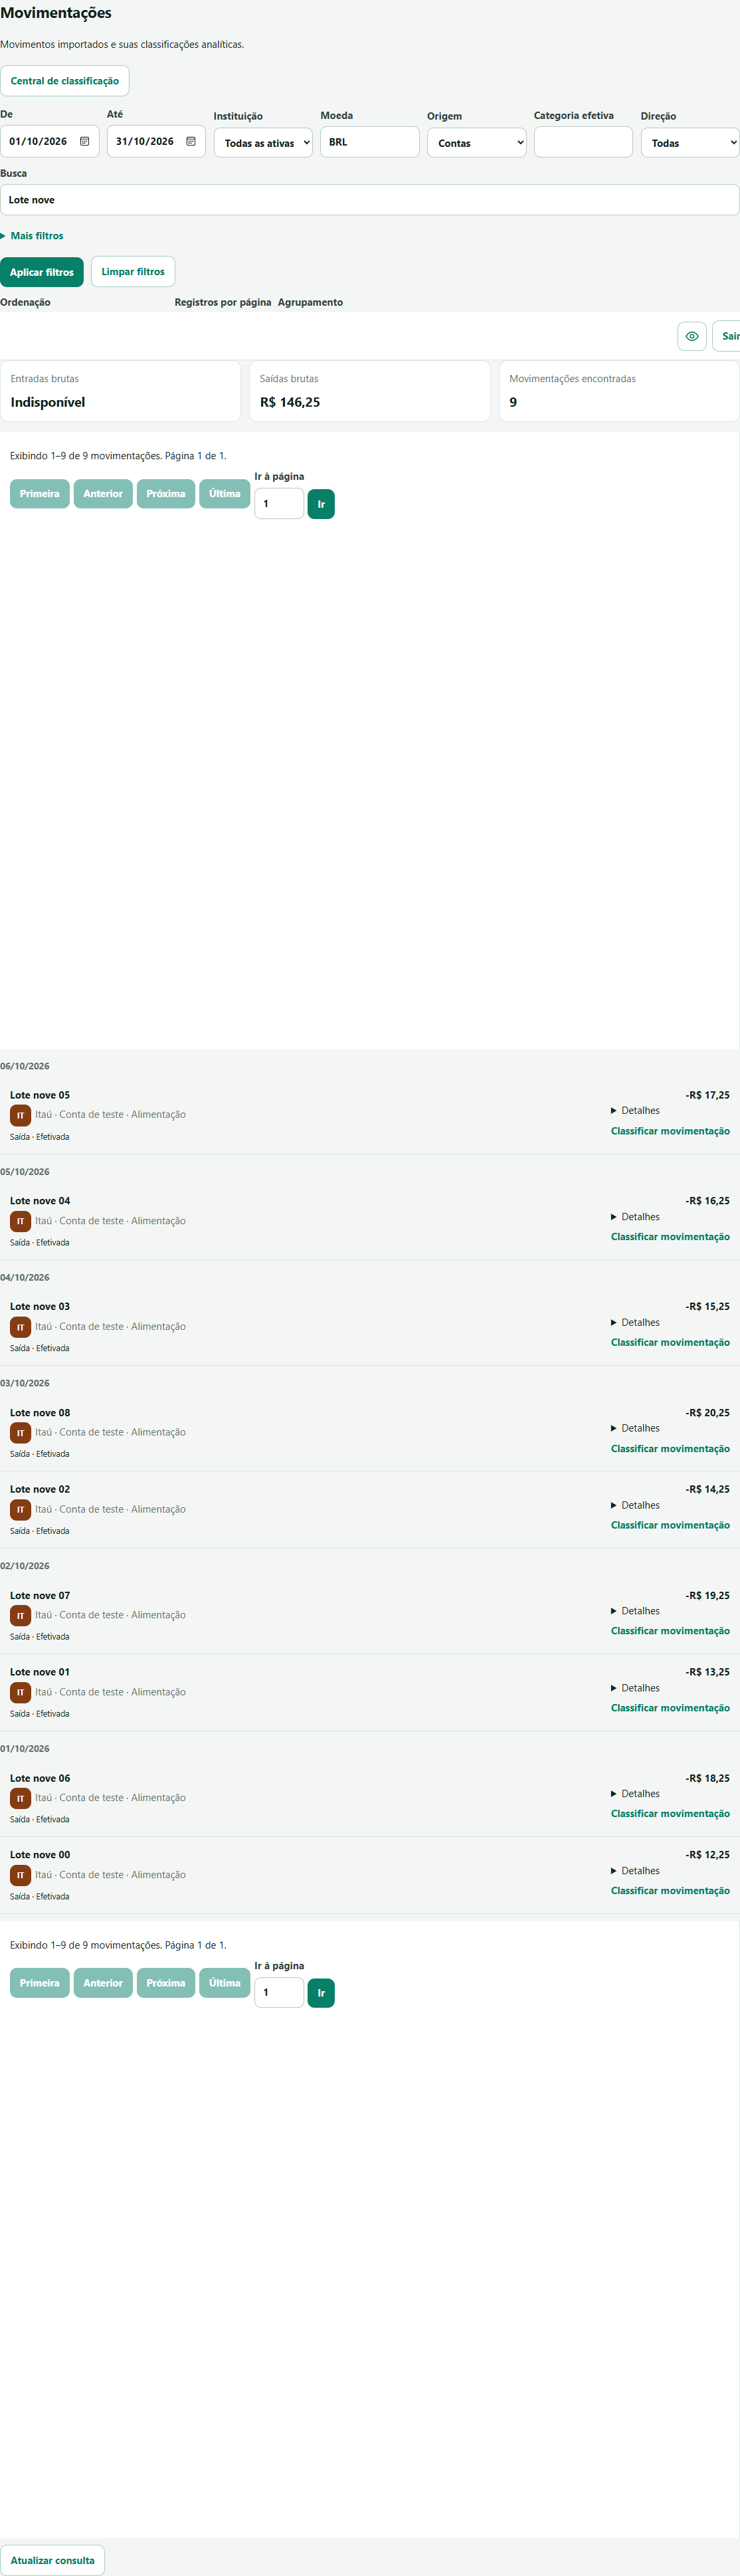 Movimentações
Movimentos importados e suas classificações analíticas.
Central de classificação
De Até Instituição Moeda Origem Categoria efetiva Direção
01/10/2026 31/10/2026 Todas as ativas BRL Contas Todas
Busca
Lote nove
Mais filtros
Aplicar filtros Limpar filtros
Ordenação Registros por página Agrupamento
Sair
Entradas brutas Saídas brutas Movimentações encontradas
Indisponível R$ 146,25 9
Exibindo 1–9 de 9 movimentações. Página 1 de 1.
Ir à página
Primeira Anterior Próxima Última 1 Ir
06/10/2026
Lote nove 05 -R$ 17,25
IT Itaú · Conta de teste · Alimentação Detalhes
Saída · Efetivada Classificar movimentação
05/10/2026
Lote nove 04 -R$ 16,25
IT Itaú · Conta de teste · Alimentação Detalhes
Saída · Efetivada Classificar movimentação
04/10/2026
Lote nove 03 -R$ 15,25
IT Itaú · Conta de teste · Alimentação Detalhes
Saída · Efetivada Classificar movimentação
03/10/2026
Lote nove 08 -R$ 20,25
IT Itaú · Conta de teste · Alimentação Detalhes
Saída · Efetivada Classificar movimentação
Lote nove 02 -R$ 14,25
IT Itaú · Conta de teste · Alimentação Detalhes
Saída · Efetivada Classificar movimentação
02/10/2026
Lote nove 07 -R$ 19,25
IT Itaú · Conta de teste · Alimentação Detalhes
Saída · Efetivada Classificar movimentação
Lote nove 01 -R$ 13,25
IT Itaú · Conta de teste · Alimentação Detalhes
Saída · Efetivada Classificar movimentação
01/10/2026
Lote nove 06 -R$ 18,25
IT Itaú · Conta de teste · Alimentação Detalhes
Saída · Efetivada Classificar movimentação
Lote nove 00 -R$ 12,25
IT Itaú · Conta de teste · Alimentação Detalhes
Saída · Efetivada Classificar movimentação
Exibindo 1–9 de 9 movimentações. Página 1 de 1.
Ir à página
Primeira Anterior Próxima Última 1 Ir
Atualizar consulta